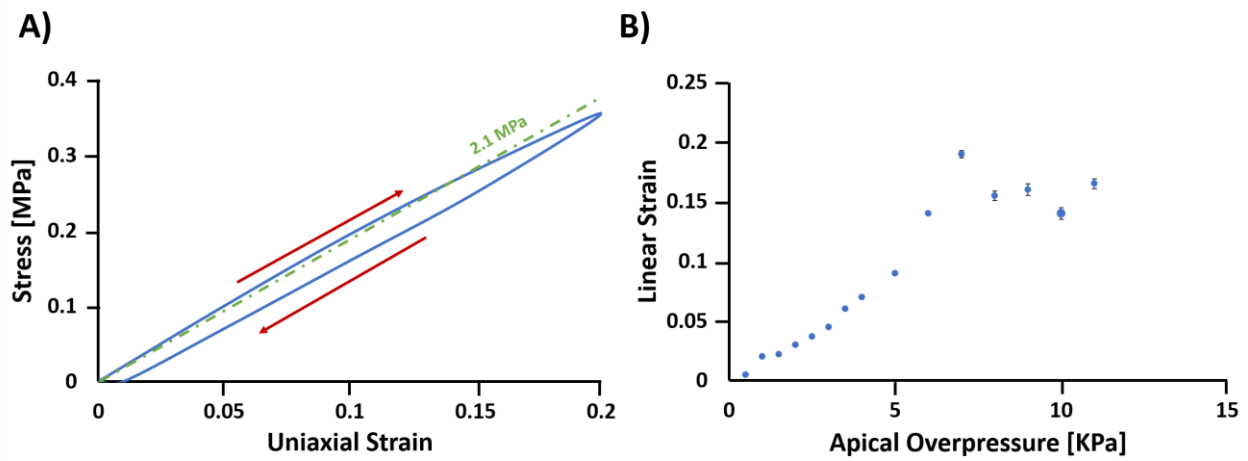 A)
Stress [MPa]
0.4
0.3
0.2
0.1
0
2.1 MPa
0
0.05
0.1
0.15
0.2
Uniaxial Strain
B)
Linear Strain
0.25
0.2
0.15
0.1
0.05
0
0
5
10
15
Apical Overpressure [KPa]